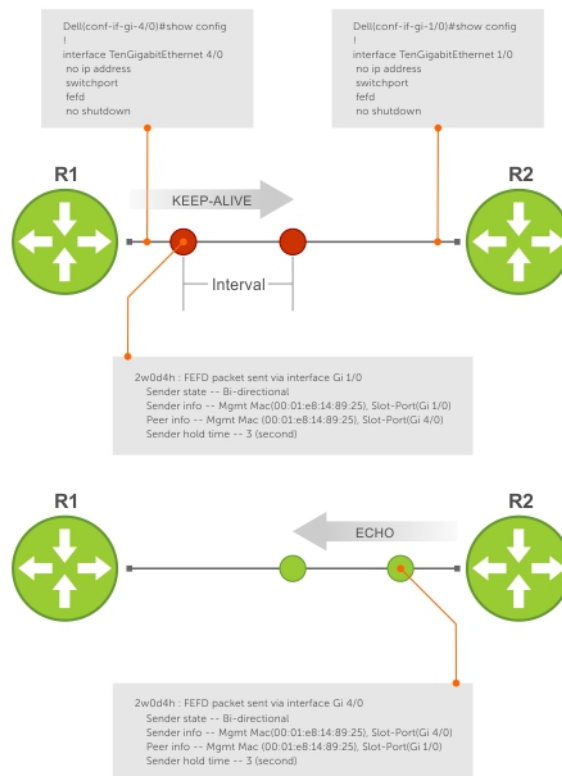 Dell(conf-if-gi-4/0)#show config
!
interface TenGigabitEthernet 4/0
no ip address
switchport
fefd
no shutdown
Dell(conf-if-gi-1/0)#show config
!
interface TenGigabitEthernet 1/0
no ip address
switchport
fefd
no shutdown
R1
R2
KEEP-ALIVE
Interval
2w0d4h : FEFD packet sent via interface Gi 1/0
Sender state -- Bi-directional
Sender info -- Mgmt Mac(00:01:e8:14:89:25), Slot-Port(Gi 1/0)
Peer info -- Mgmt Mac (00:01:e8:14:89:25), Slot-Port(Gi 4/0)
Sender hold time -- 3 (second)
R1
R2
ECHO
2w0d4h : FEFD packet sent via interface Gi 4/0
Sender state -- Bi-directional
Sender info -- Mgmt Mac(00:01:e8:14:89:25), Slot-Port(Gi 4/0)
Peer info -- Mgmt Mac (00:01:e8:14:89:25), Slot-Port(Gi 1/0)
Sender hold time -- 3 (second)